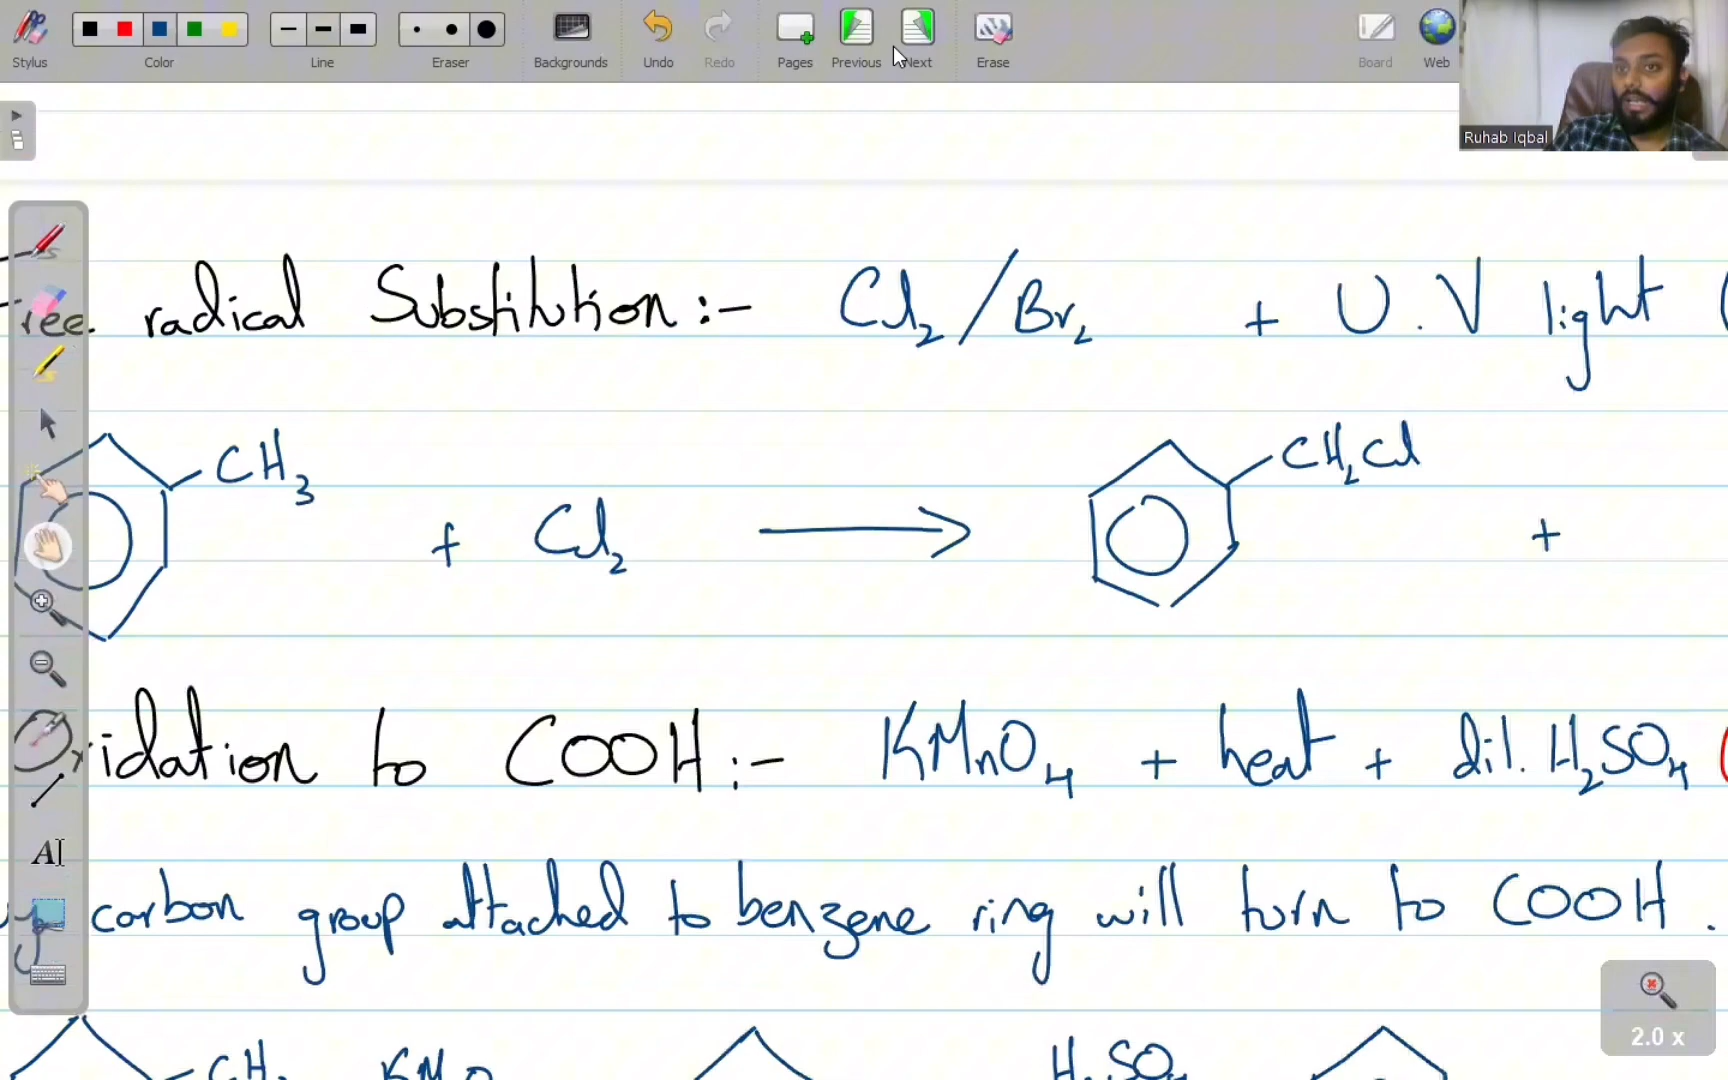 Stylus Color Line Eraser Backgrounds Undo Redo Pages Previous Next Erase Board Web
Ruhab Iqbal
ree radical Substitution :- Cl2/Br2 + U.V light (
CH3 + Cl2 → CH2Cl +
Oxidation to COOH :- KMnO4 + heat + dil. H2SO4 (
y carbon group attached to benzene ring will turn to COOH.
2.0 x
H2SO4